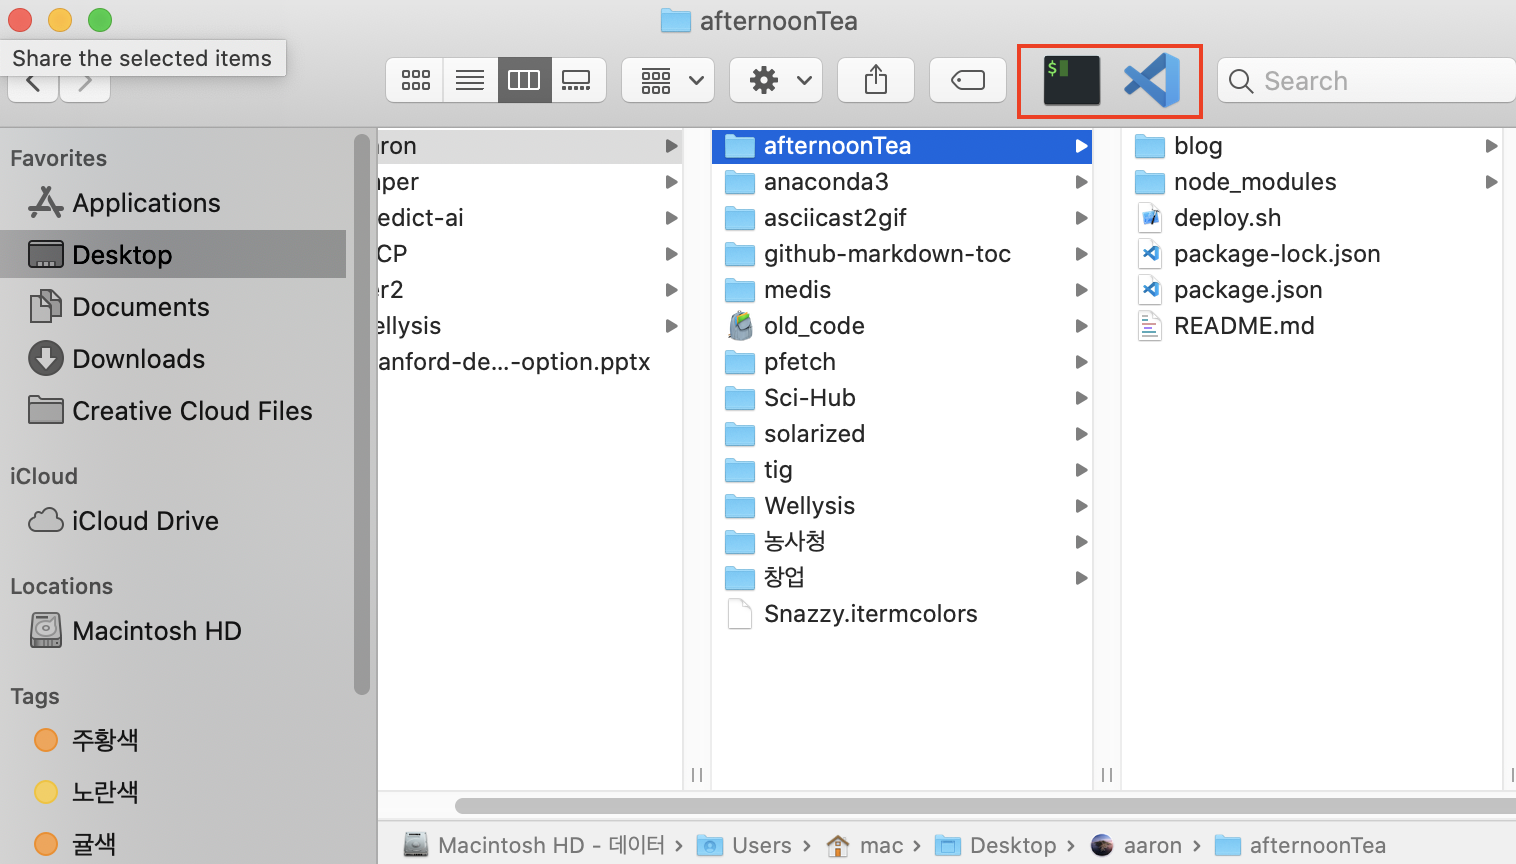 afternoonTea
Share the selected items
$
Search
Favorites
Applications
Desktop
Documents
Downloads
Creative Cloud Files
iCloud
iCloud Drive
Locations
Macintosh HD
Tags
주황색
노란색
귤색
aron
edict-ai
CP
r2
ellysis
anford-de...-option.pptx
afternoonTea
anaconda3
asciicast2gif
github-markdown-toc
medis
old_code
pfetch
Sci-Hub
solarized
tig
Wellysis
농사청
창업
Snazzy.itermcolors
blog
node_modules
deploy.sh
package-lock.json
package.json
README.md
Macintosh HD - 데이터 › Users › mac › Desktop › aaron › afternoonTea